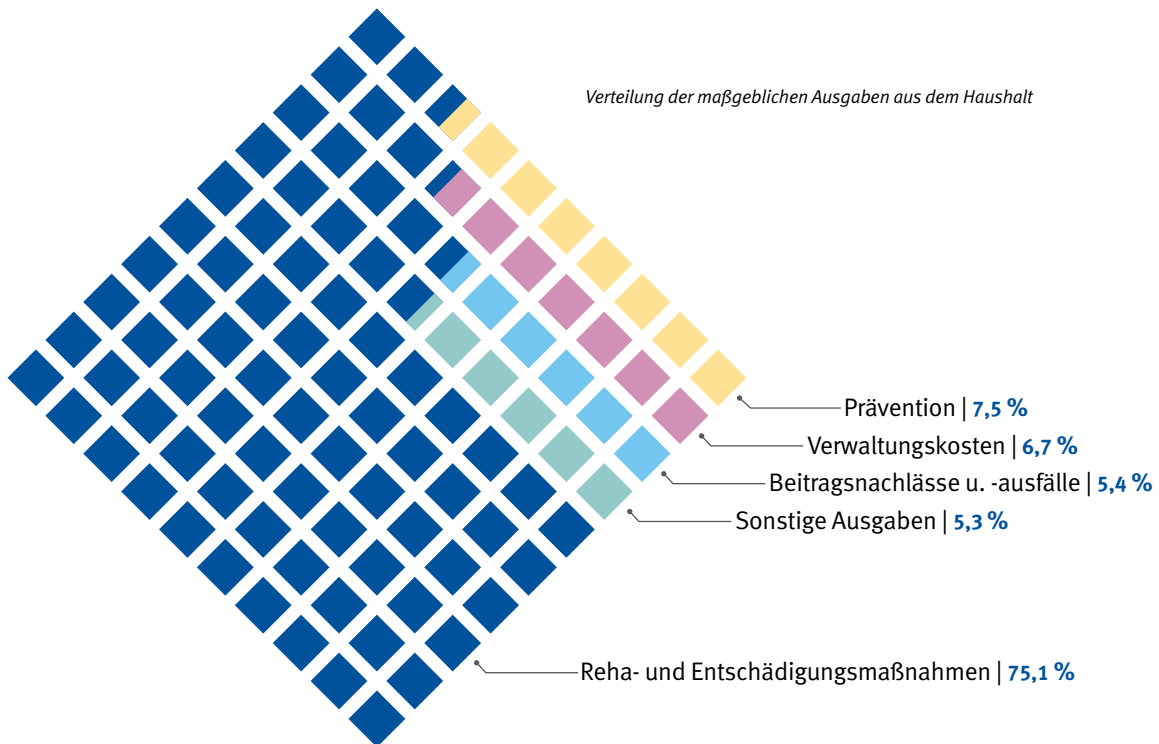 Verteilung der maßgeblichen Ausgaben aus dem Haushalt
Prävention | 7,5 %
Verwaltungskosten | 6,7 %
Beitragsnachlässe u. -ausfälle | 5,4 %
Sonstige Ausgaben | 5,3 %
Reha- und Entschädigungsmaßnahmen | 75,1 %